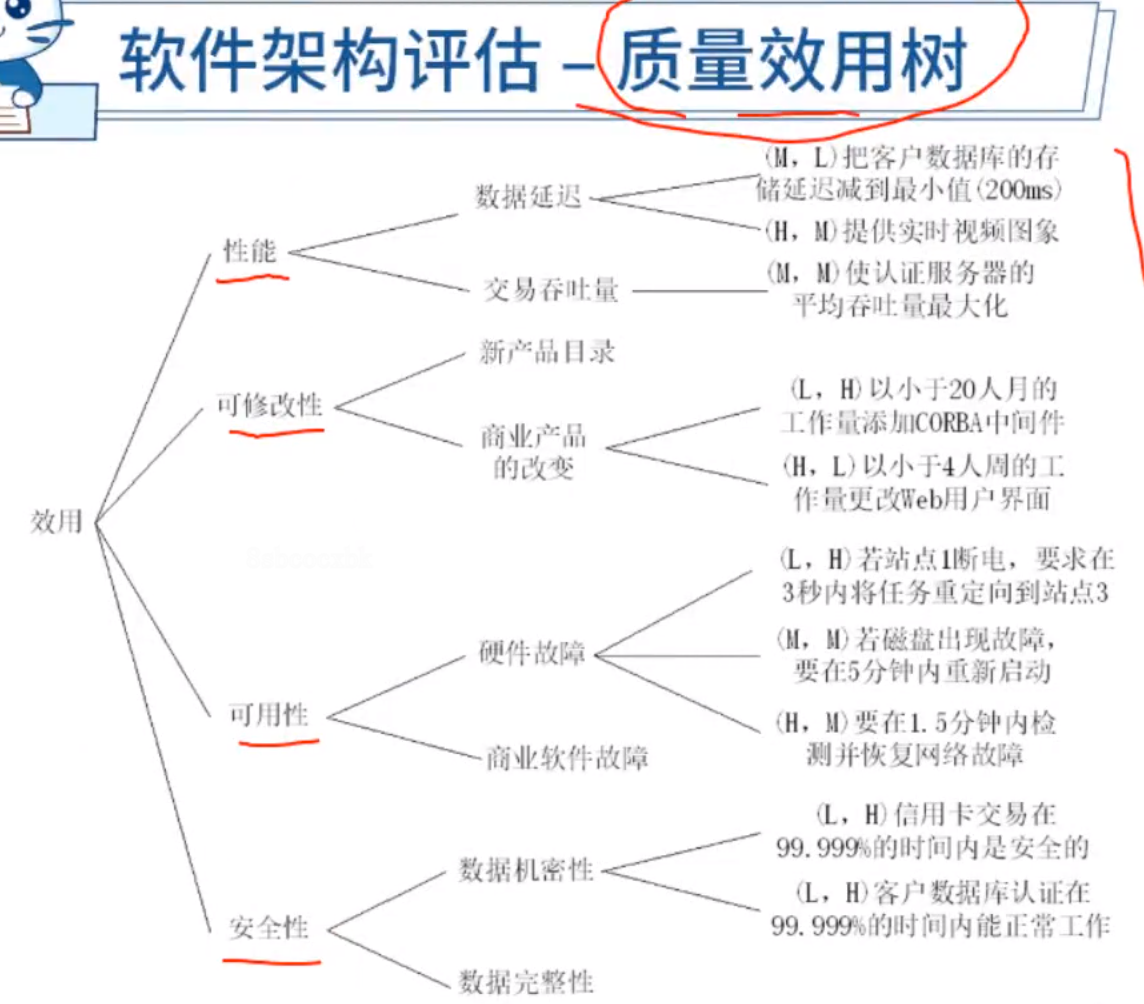 软件架构评估 – 质量效用树
(M, L)把客户数据库的存
储延迟减到最小值(200ms)
数据延迟
(H, M)提供实时视频图象
性能
(M, M)使认证服务器的
平均吞吐量最大化
交易吞吐量
新产品目录
可修改性
(L, H)以小于20人月的
工作量添加CORBA中间件
商业产品
的改变
(H, L)以小于4人周的工
作量更改Web用户界面
效用
(L, H)若站点1断电，要求在
3秒内将任务重定向到站点3
硬件故障
(M, M)若磁盘出现故障，
要在5分钟内重新启动
可用性
(H, M)要在1.5分钟内检
测并恢复网络故障
商业软件故障
(L, H)信用卡交易在
99.999%的时间内是安全的
数据机密性
(L, H)客户数据库认证在
99.999%的时间内能正常工作
安全性
数据完整性